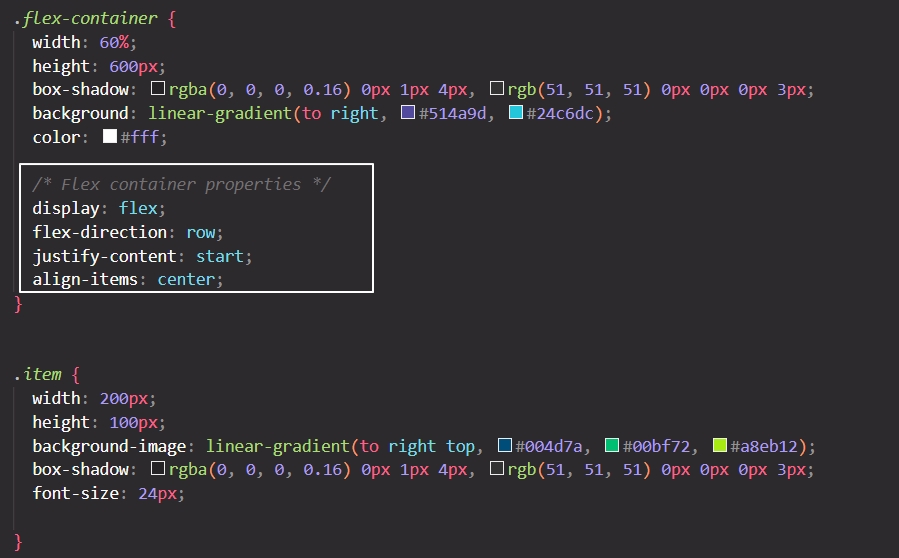 .flex-container {
width: 60%;
height: 600px;
box-shadow: rgba(0, 0, 0, 0.16) 0px 1px 4px, rgb(51, 51, 51) 0px 0px 0px 3px;
background: linear-gradient(to right, #514a9d, #24c6dc);
color: #fff;
/* Flex container properties */
display: flex;
flex-direction: row;
justify-content: start;
align-items: center;
}
.item {
width: 200px;
height: 100px;
background-image: linear-gradient(to right top, #004d7a, #00bf72, #a8eb12);
box-shadow: rgba(0, 0, 0, 0.16) 0px 1px 4px, rgb(51, 51, 51) 0px 0px 0px 3px;
font-size: 24px;
}